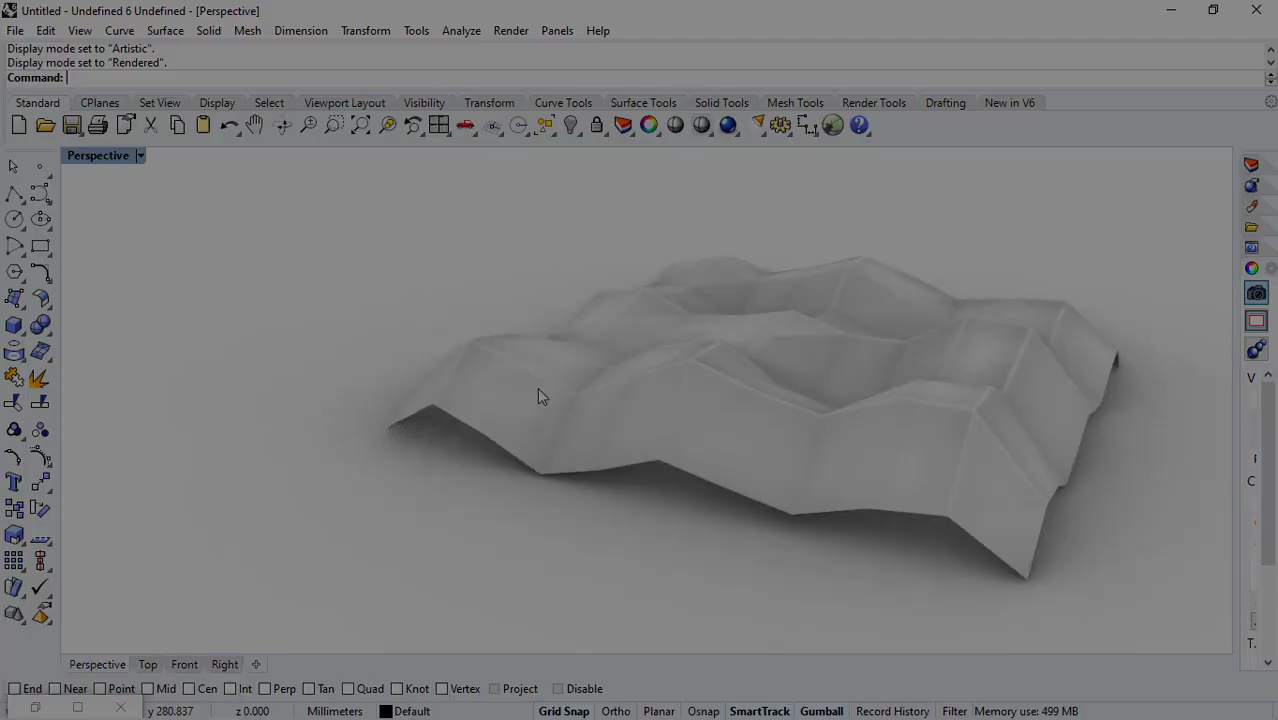 Untitled - Undefined 6 Undefined - [Perspective]
File Edit View Curve Surface Solid Mesh Dimension Transform Tools Analyze Render Panels Help
Display mode set to "Artistic".
Display mode set to "Rendered".
Command:
Standard CPlanes Set View Display Select Viewport Layout Visibility Transform Curve Tools Surface Tools Solid Tools Mesh Tools Render Tools Drafting New in V6
Perspective
V
P
C
T.
Perspective Top Front Right
End Near Point Mid Cen Int Perp Tan Quad Knot Vertex Project Disable
y 280.837 z 0.000 Millimeters Default Grid Snap Ortho Planar Osnap SmartTrack Gumball Record History Filter Memory use: 499 MB